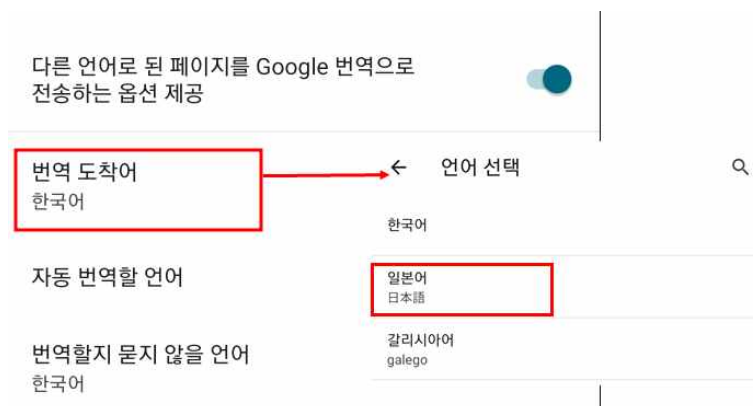 다른 언어로 된 페이지를 Google 번역으로
전송하는 옵션 제공
번역 도착어
한국어
자동 번역할 언어
번역할지 묻지 않을 언어
한국어
언어 선택
한국어
일본어
日本語
갈리시아어
galego